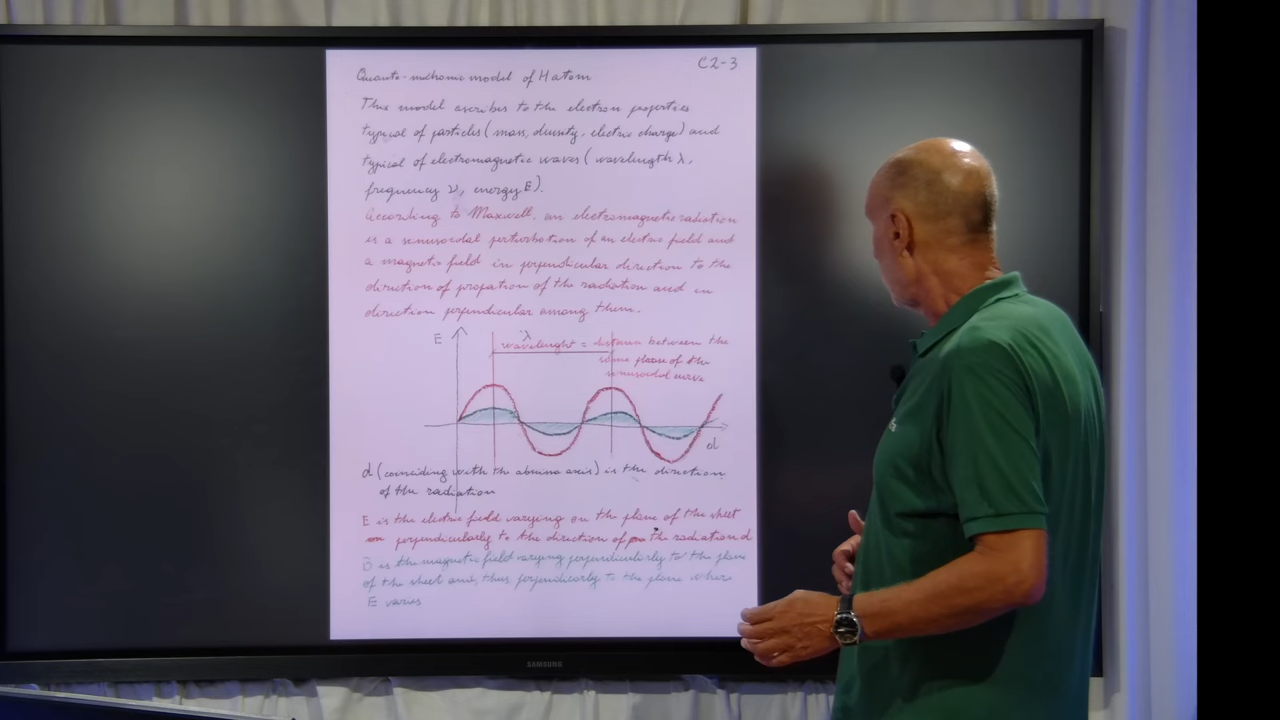 C2-3
Quanto-mechanic model of H atom
This model ascribes to the electron properties
typical of particles (mass, density, electric charge) and
typical of electromagnetic waves (wavelength λ,
frequency ν, energy E).
According to Maxwell, an electromagnetic radiation
is a sinusoidal perturbation of an electric field and
a magnetic field in perpendicular direction to the
direction of propation of the radiation and in
direction perpendicular among them.
E
λ
wavelenght = distance between the
same phase of the
sinusoidal curve
d
d (coinciding with the abscissa axis) is the direction
of the radiation
E is the electric field varying on the plane of the sheet
perpendicularly to the direction of the radiation d
B is the magnetic field varying perpendicularly to the plane
of the sheet and, thus, perpendicarly to the plane where
E varies
SAMSUNG